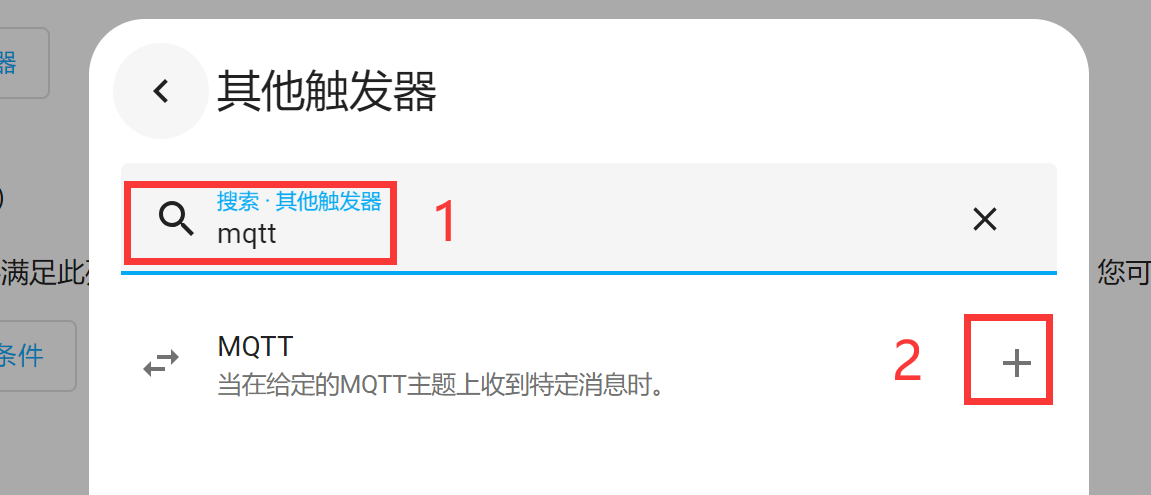 器
其他触发器
搜索 · 其他触发器
mqtt
1
)
满足此
您可
MQTT
当在给定的MQTT主题上收到特定消息时。
2
条件